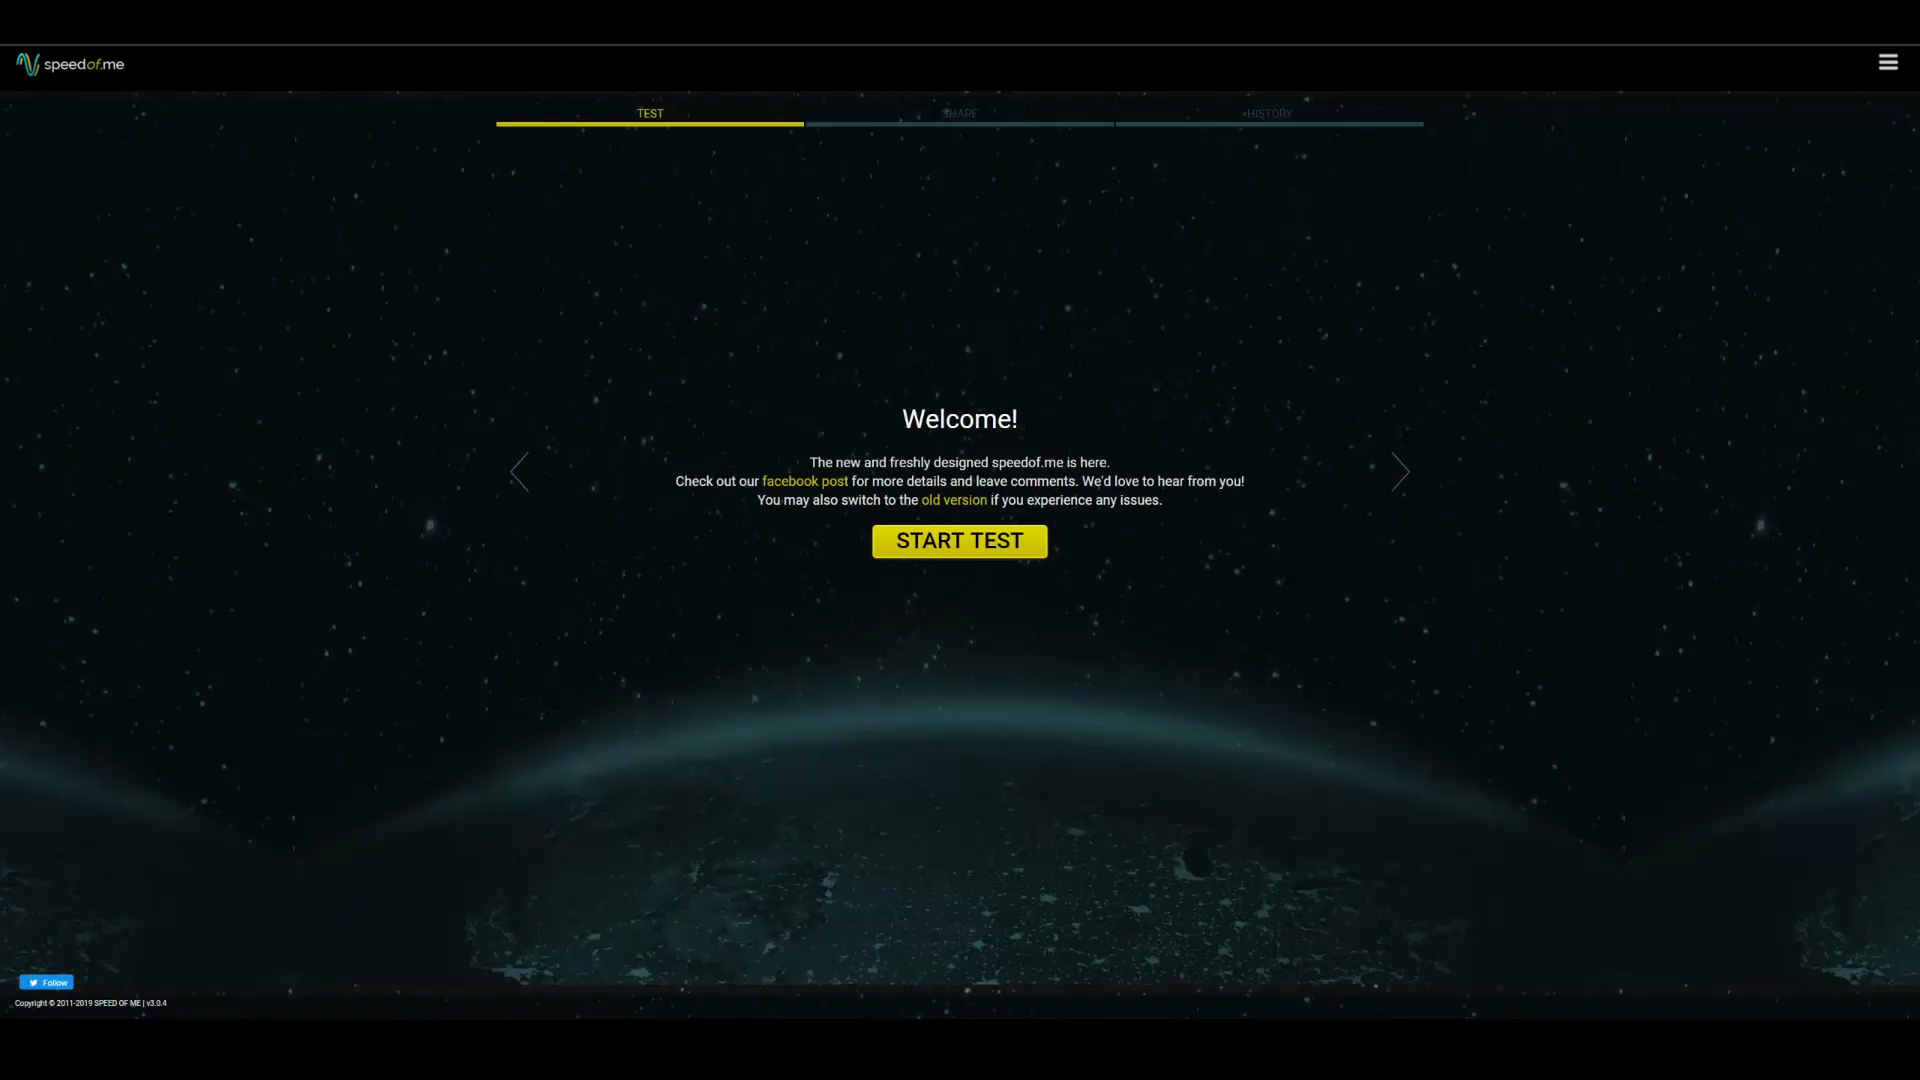 speedof.me
TEST
SHARE
HISTORY
Welcome!
The new and freshly designed speedof.me is here.
Check out our facebook post for more details and leave comments. We'd love to hear from you!
You may also switch to the old version if you experience any issues.
START TEST
Follow
Copyright © 2011-2019 SPEED OF ME | v3.0.4